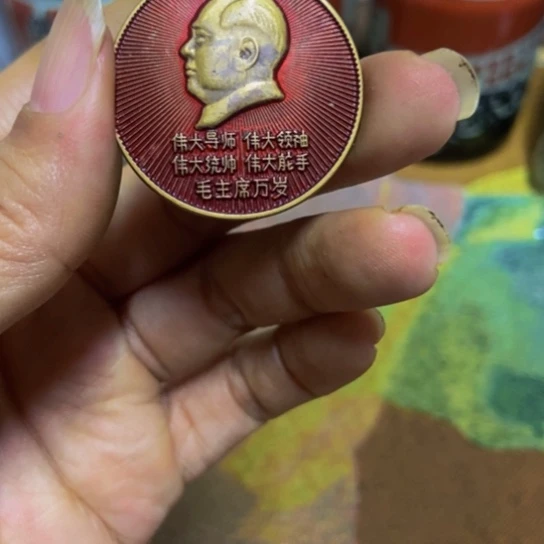 伟大导师 伟大领袖
伟大统帅 伟大舵手
毛主席万岁